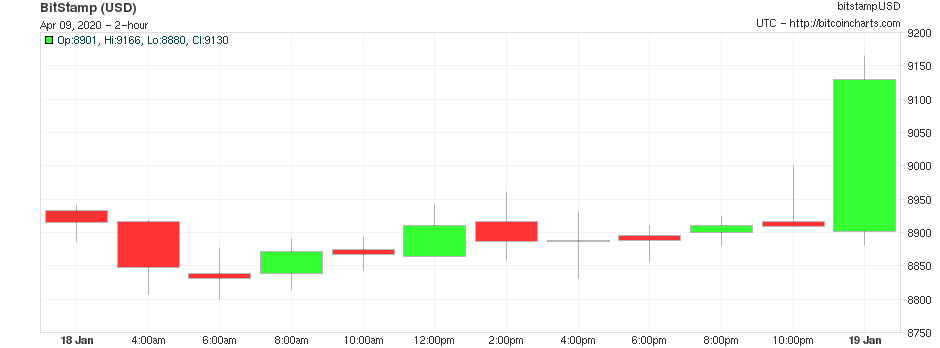 BitStamp (USD)
bitstampUSD
Apr 09, 2020 - 2-hour
UTC - http://bitcoincharts.com
Op:8901, Hi:9166, Lo:8880, Cl:9130
9200
9150
9100
9050
9000
8950
8900
8850
8800
8750
18 Jan 4:00am 6:00am 8:00am 10:00am 12:00pm 2:00pm 4:00pm 6:00pm 8:00pm 10:00pm 19 Jan